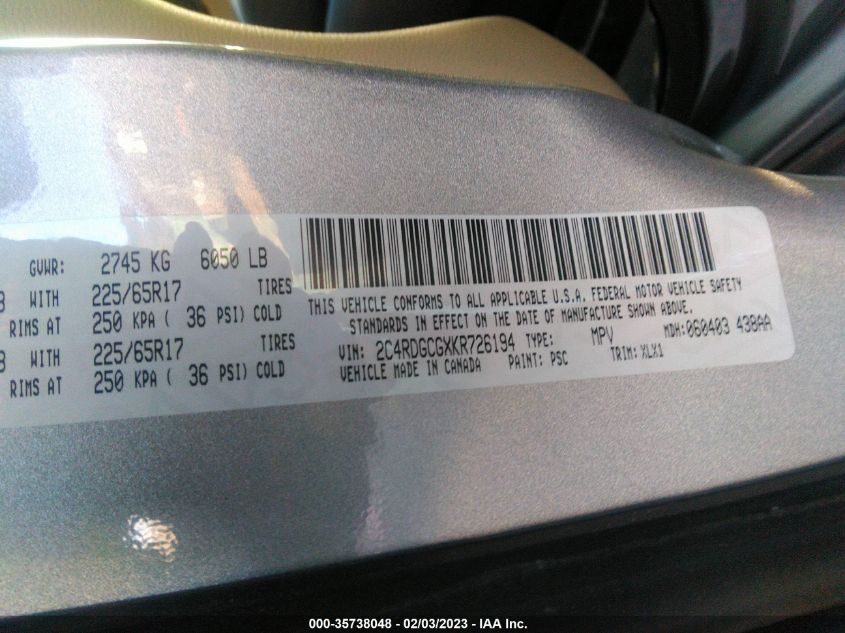 GVWR: 2745 KG 6050 LB
WITH 225/65R17 TIRES
RIMS AT 250 KPA ( 36 PSI) COLD
WITH 225/65R17 TIRES
RIMS AT 250 KPA ( 36 PSI) COLD
THIS VEHICLE CONFORMS TO ALL APPLICABLE U.S.A. FEDERAL MOTOR VEHICLE SAFETY
STANDARDS IN EFFECT ON THE DATE OF MANUFACTURE SHOWN ABOVE.
VIN: 2C4RDGCGXKR726194 TYPE: MPV MDH: 060403 438AA
VEHICLE MADE IN CANADA PAINT: PSC TRIM: XLX1
000-35738048 — 02/03/2023 — IAA Inc.